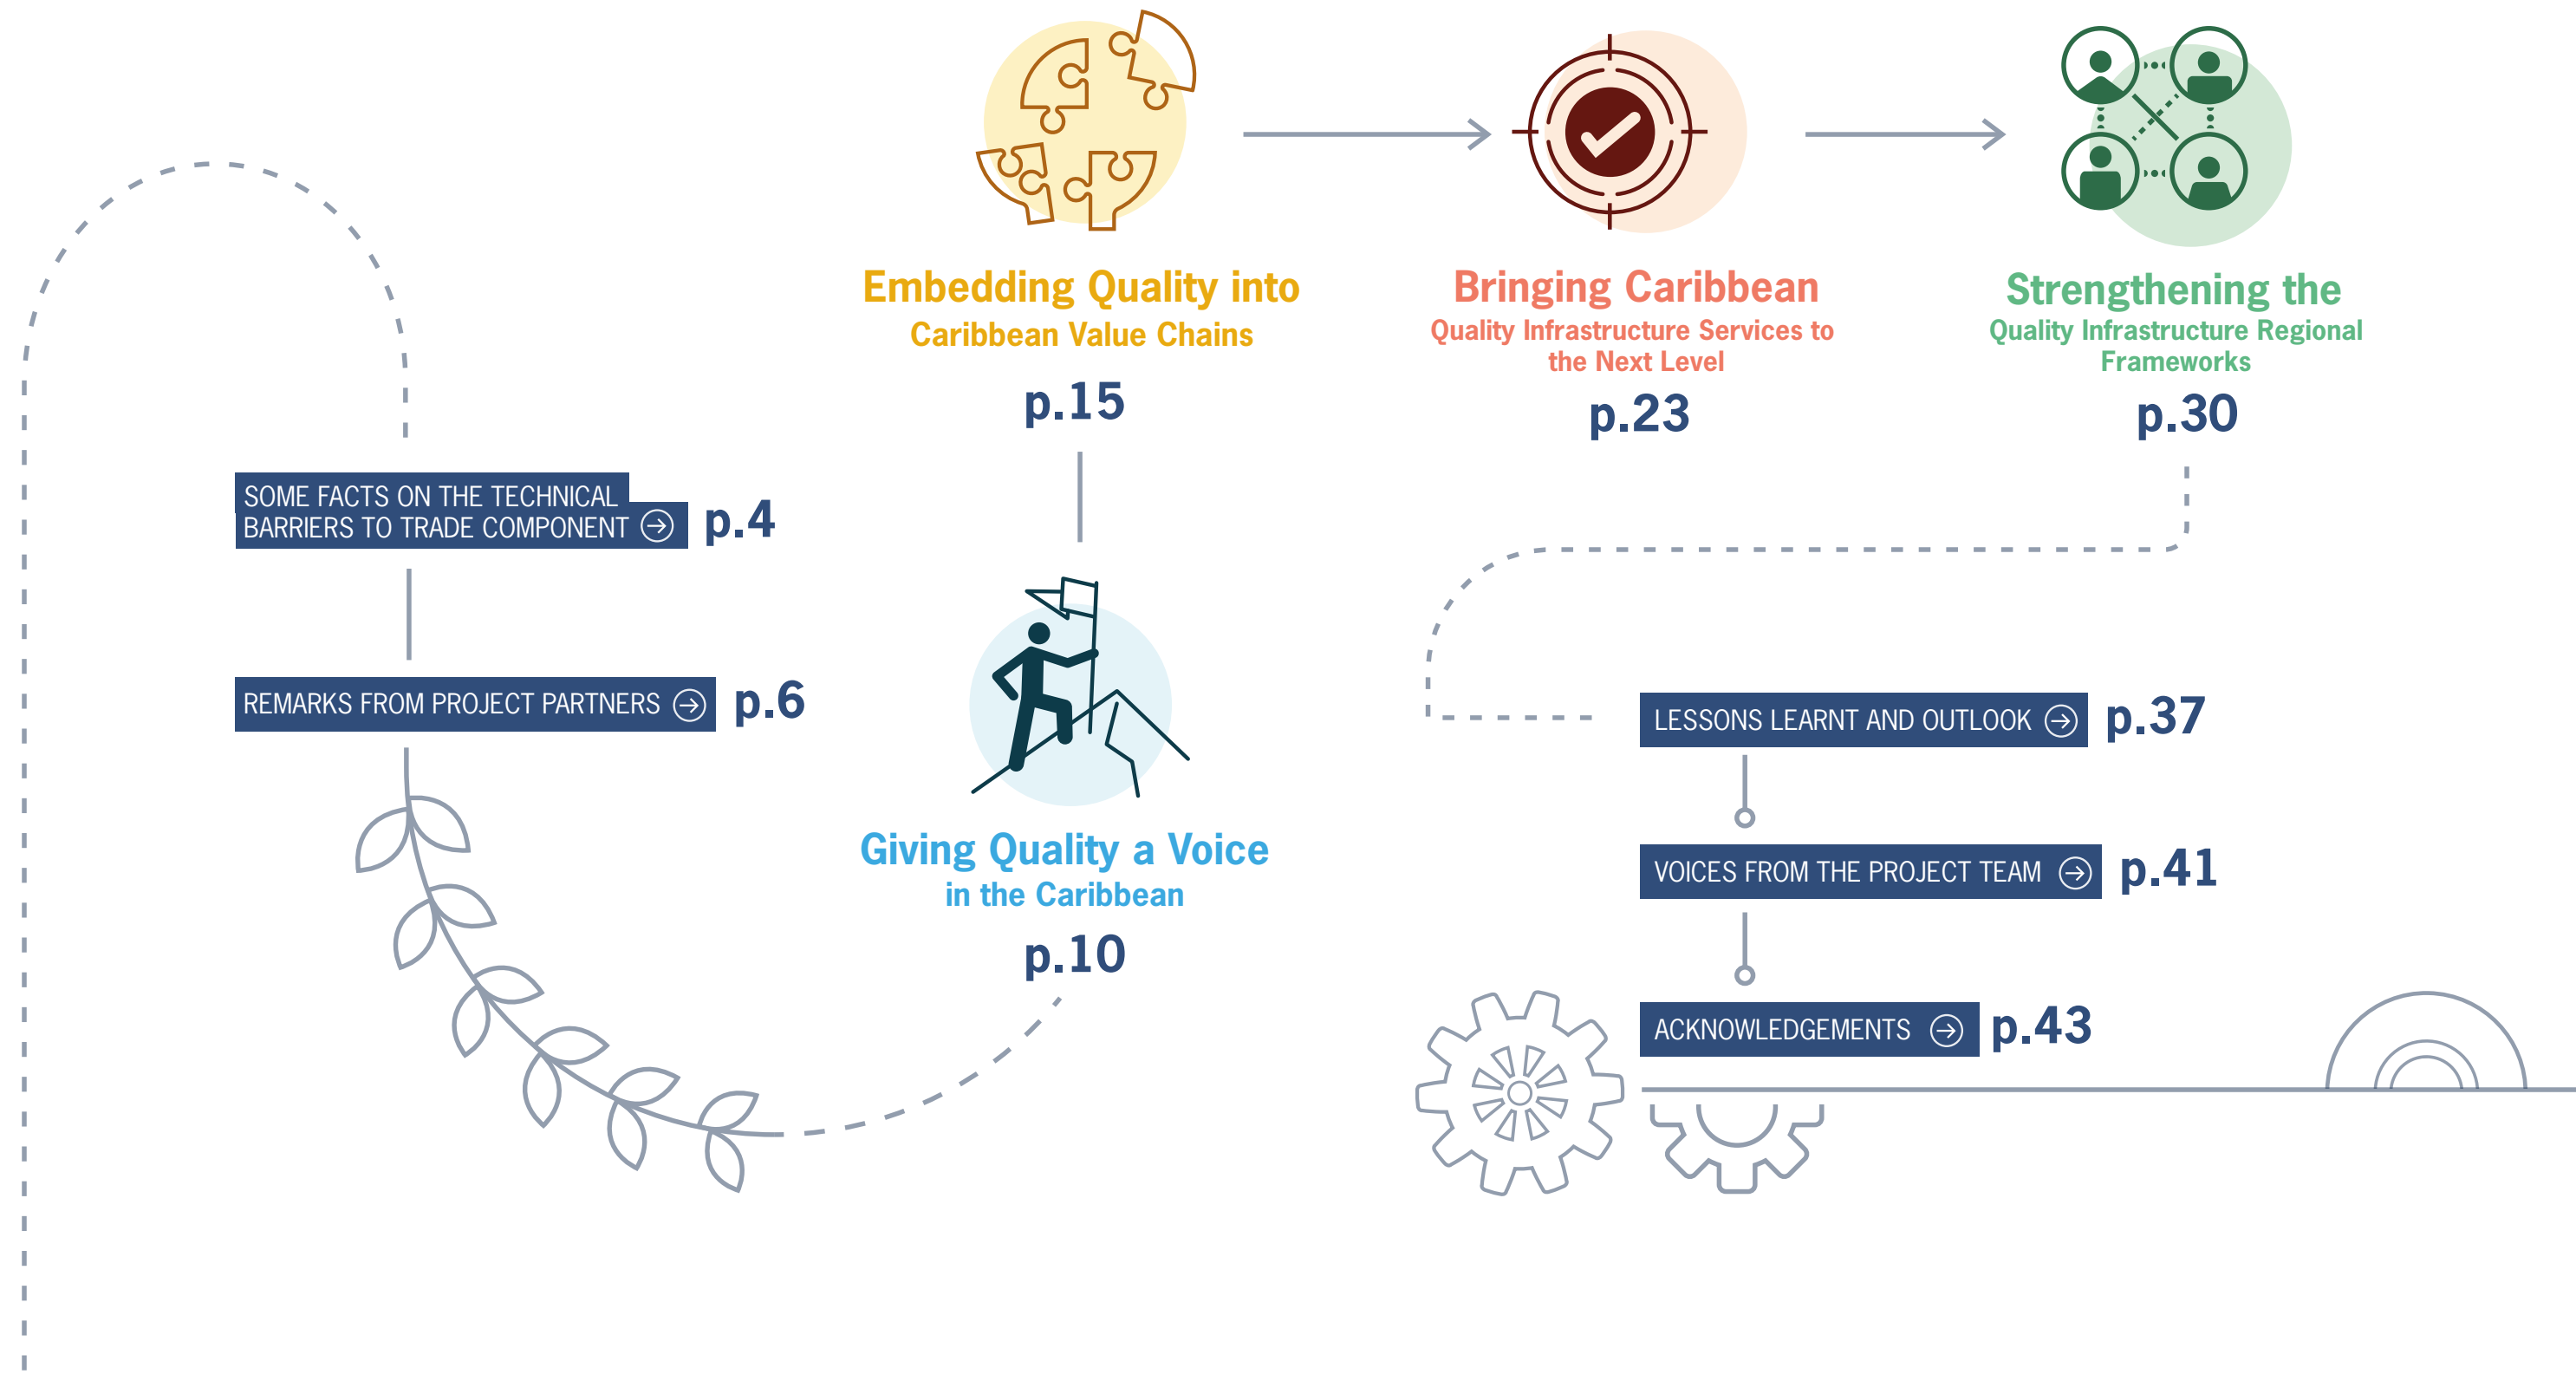 SOME FACTS ON THE TECHNICAL
BARRIERS TO TRADE COMPONENT
p.4
REMARKS FROM PROJECT PARTNERS
p.6
Giving Quality a Voice
in the Caribbean
p.10
Embedding Quality into
Caribbean Value Chains
p.15
Bringing Caribbean
Quality Infrastructure Services to
the Next Level
p.23
Strengthening the
Quality Infrastructure Regional
Frameworks
p.30
LESSONS LEARNT AND OUTLOOK
p.37
VOICES FROM THE PROJECT TEAM
p.41
ACKNOWLEDGEMENTS
p.43